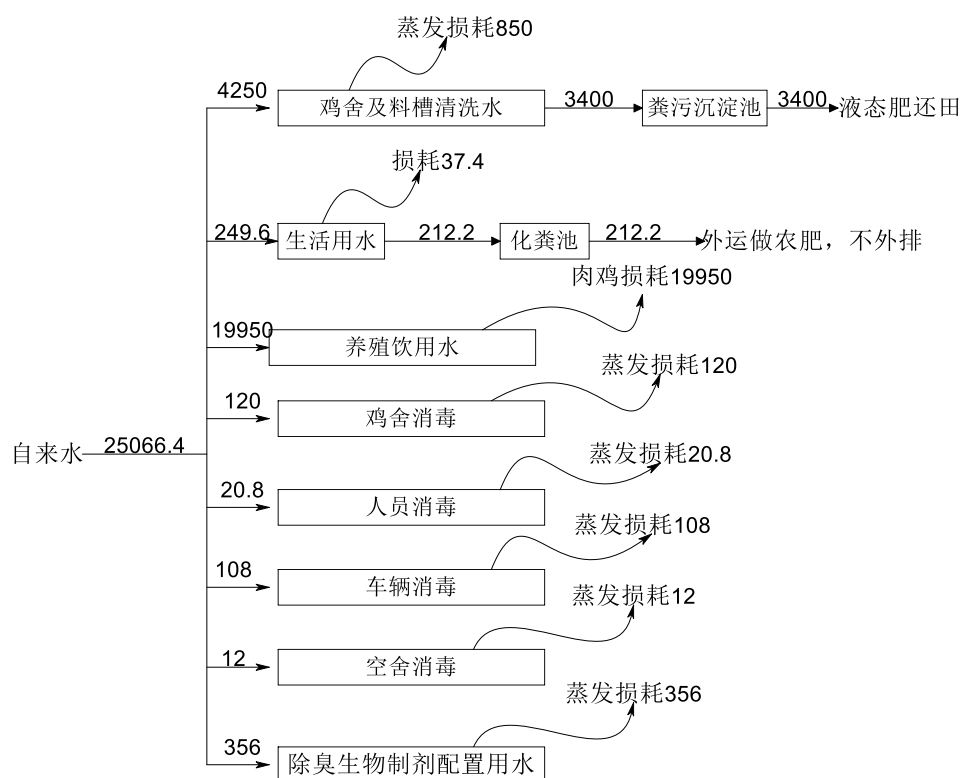 蒸发损耗850
4250
鸡舍及料槽清洗水
3400
粪污沉淀池
3400
液态肥还田
损耗37.4
249.6
生活用水
212.2
化粪池
212.2
外运做农肥，不外排
肉鸡损耗19950
19950
养殖饮用水
蒸发损耗120
120
鸡舍消毒
自来水
25066.4
蒸发损耗20.8
20.8
人员消毒
蒸发损耗108
108
车辆消毒
蒸发损耗12
12
空舍消毒
蒸发损耗356
356
除臭生物制剂配置用水